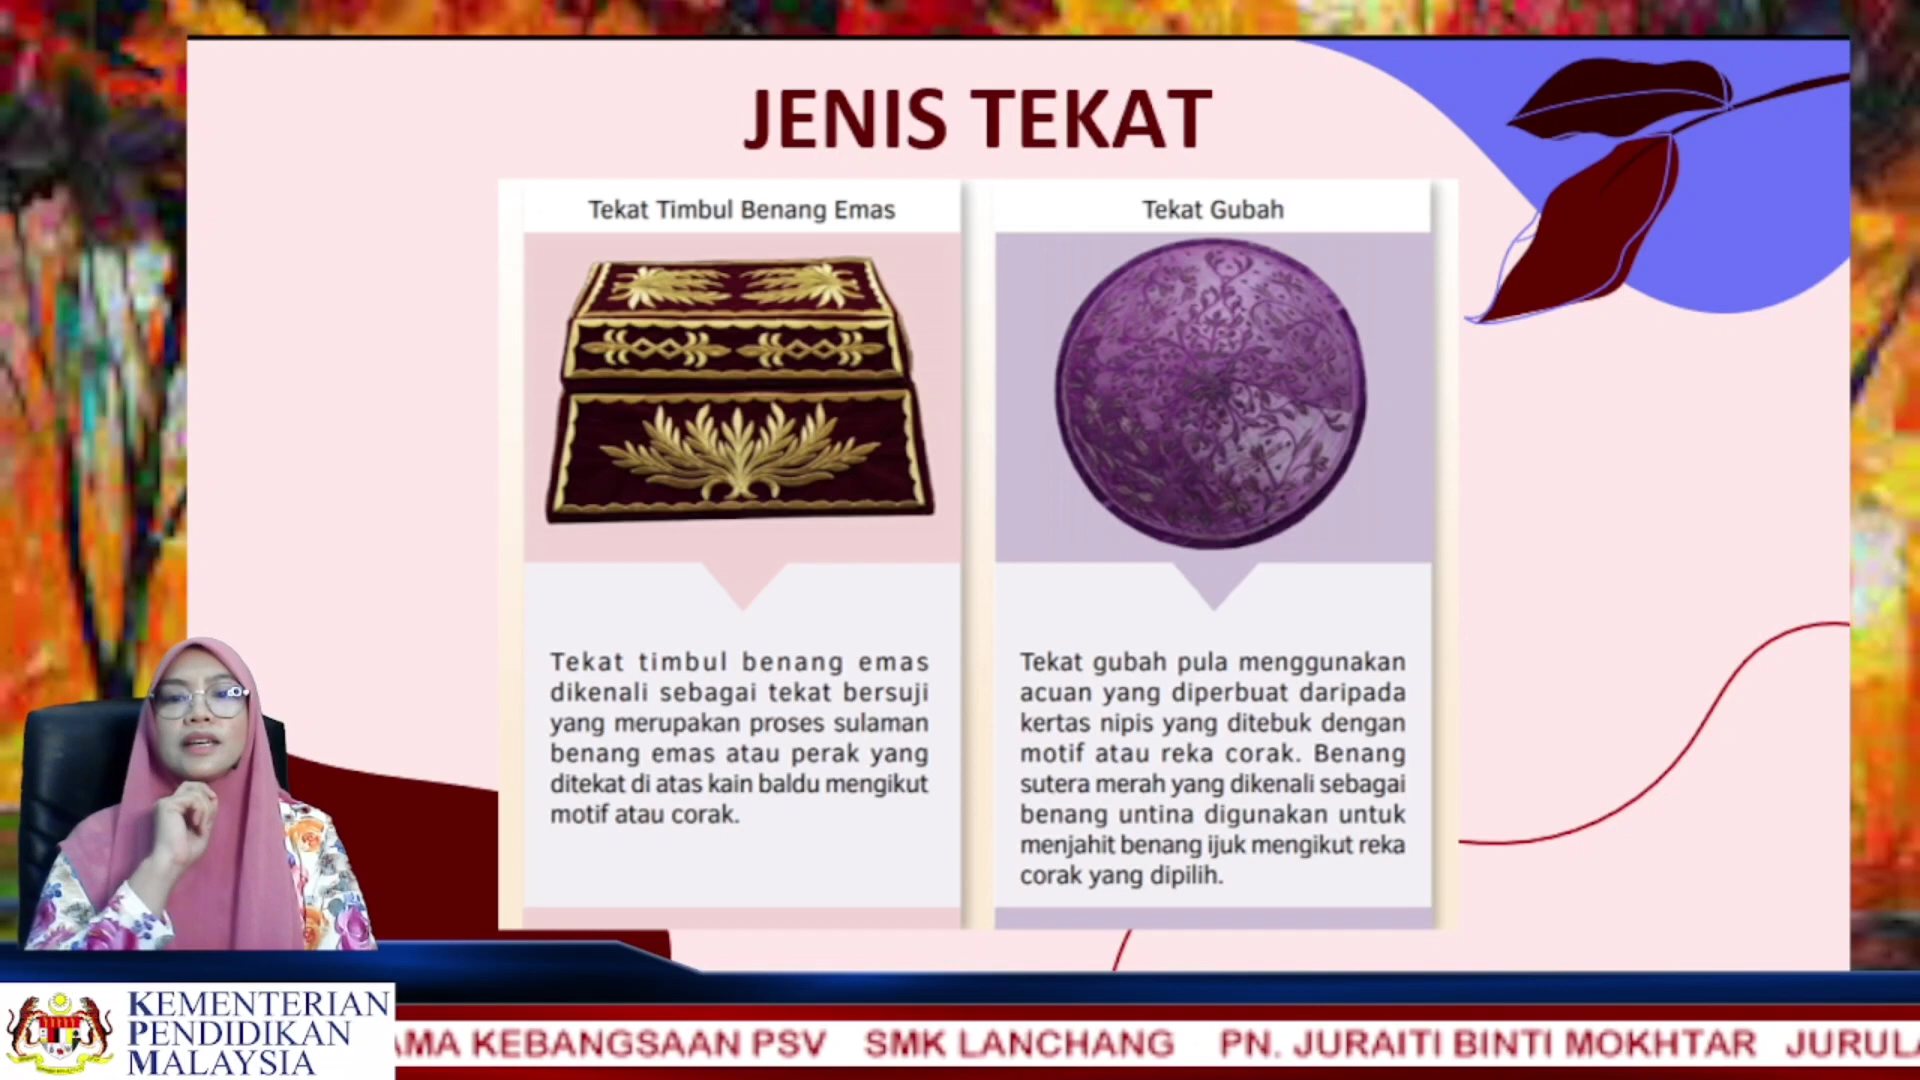 JENIS TEKAT
Tekat Timbul Benang Emas
Tekat timbul benang emas
dikenali sebagai tekat bersuji
yang merupakan proses sulaman
benang emas atau perak yang
ditekat di atas kain baldu mengikut
motif atau corak.
Tekat Gubah
Tekat gubah pula menggunakan
acuan yang diperbuat daripada
kertas nipis yang ditebuk dengan
motif atau reka corak. Benang
sutera merah yang dikenali sebagai
benang untina digunakan untuk
menjahit benang ijuk mengikut reka
corak yang dipilih.
KEMENTERIAN
PENDIDIKAN
MALAYSIA
AMA KEBANGSAAN PSV SMK LANCHANG PN. JURAITI BINTI MOKHTAR JURULA